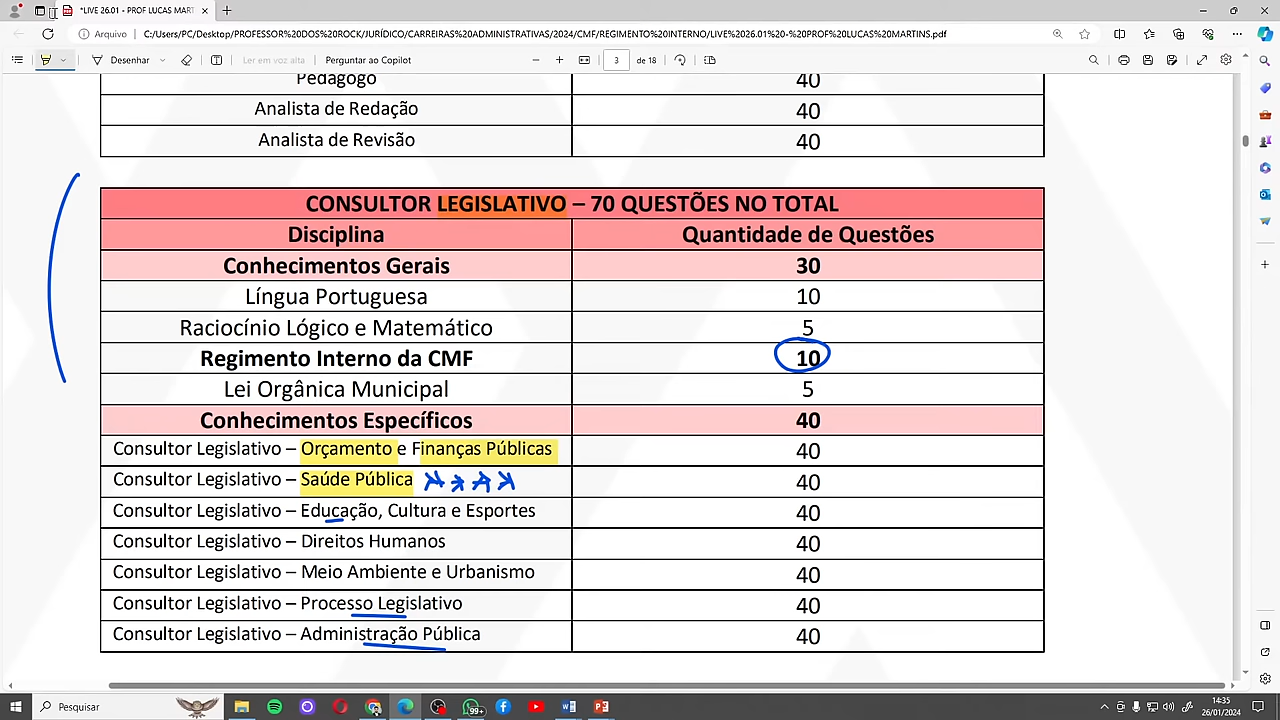 *LIVE 26.01 - PROF LUCAS MART
Arquivo
C:/Users/PC/Desktop/PROFESSOR%20DOS%20ROCK/JURÍDICO/CARREIRAS%20ADMINISTRATIVAS/2024/CMF/REGIMENTO%20INTERNO/LIVE%2026.01%20-%20PROF%20LUCAS%20MARTINS.pdf
Desenhar
Ler em voz alta
Perguntar ao Copilot
3 de 18
Pedagogo 40
Analista de Redação 40
Analista de Revisão 40
CONSULTOR LEGISLATIVO – 70 QUESTÕES NO TOTAL
Disciplina Quantidade de Questões
Conhecimentos Gerais 30
Língua Portuguesa 10
Raciocínio Lógico e Matemático 5
Regimento Interno da CMF 10
Lei Orgânica Municipal 5
Conhecimentos Específicos 40
Consultor Legislativo – Orçamento e Finanças Públicas 40
Consultor Legislativo – Saúde Pública 40
Consultor Legislativo – Educação, Cultura e Esportes 40
Consultor Legislativo – Direitos Humanos 40
Consultor Legislativo – Meio Ambiente e Urbanismo 40
Consultor Legislativo – Processo Legislativo 40
Consultor Legislativo – Administração Pública 40
Pesquisar
99+
14:35
26/01/2024